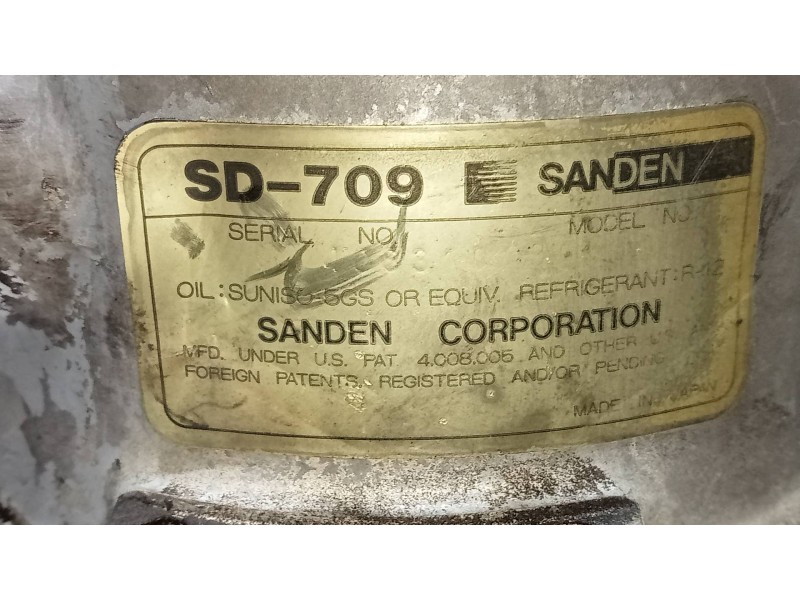 SD-709 SANDEN
SERIAL NO MODEL NO
OIL: SUNISO-5GS OR EQUIV. REFRIGERANT: R-12
SANDEN CORPORATION
MFD. UNDER U.S. PAT 4.008.005 AND OTHER
FOREIGN PATENTS, REGISTERED AND/OR PENDING
MADE IN JAPAN